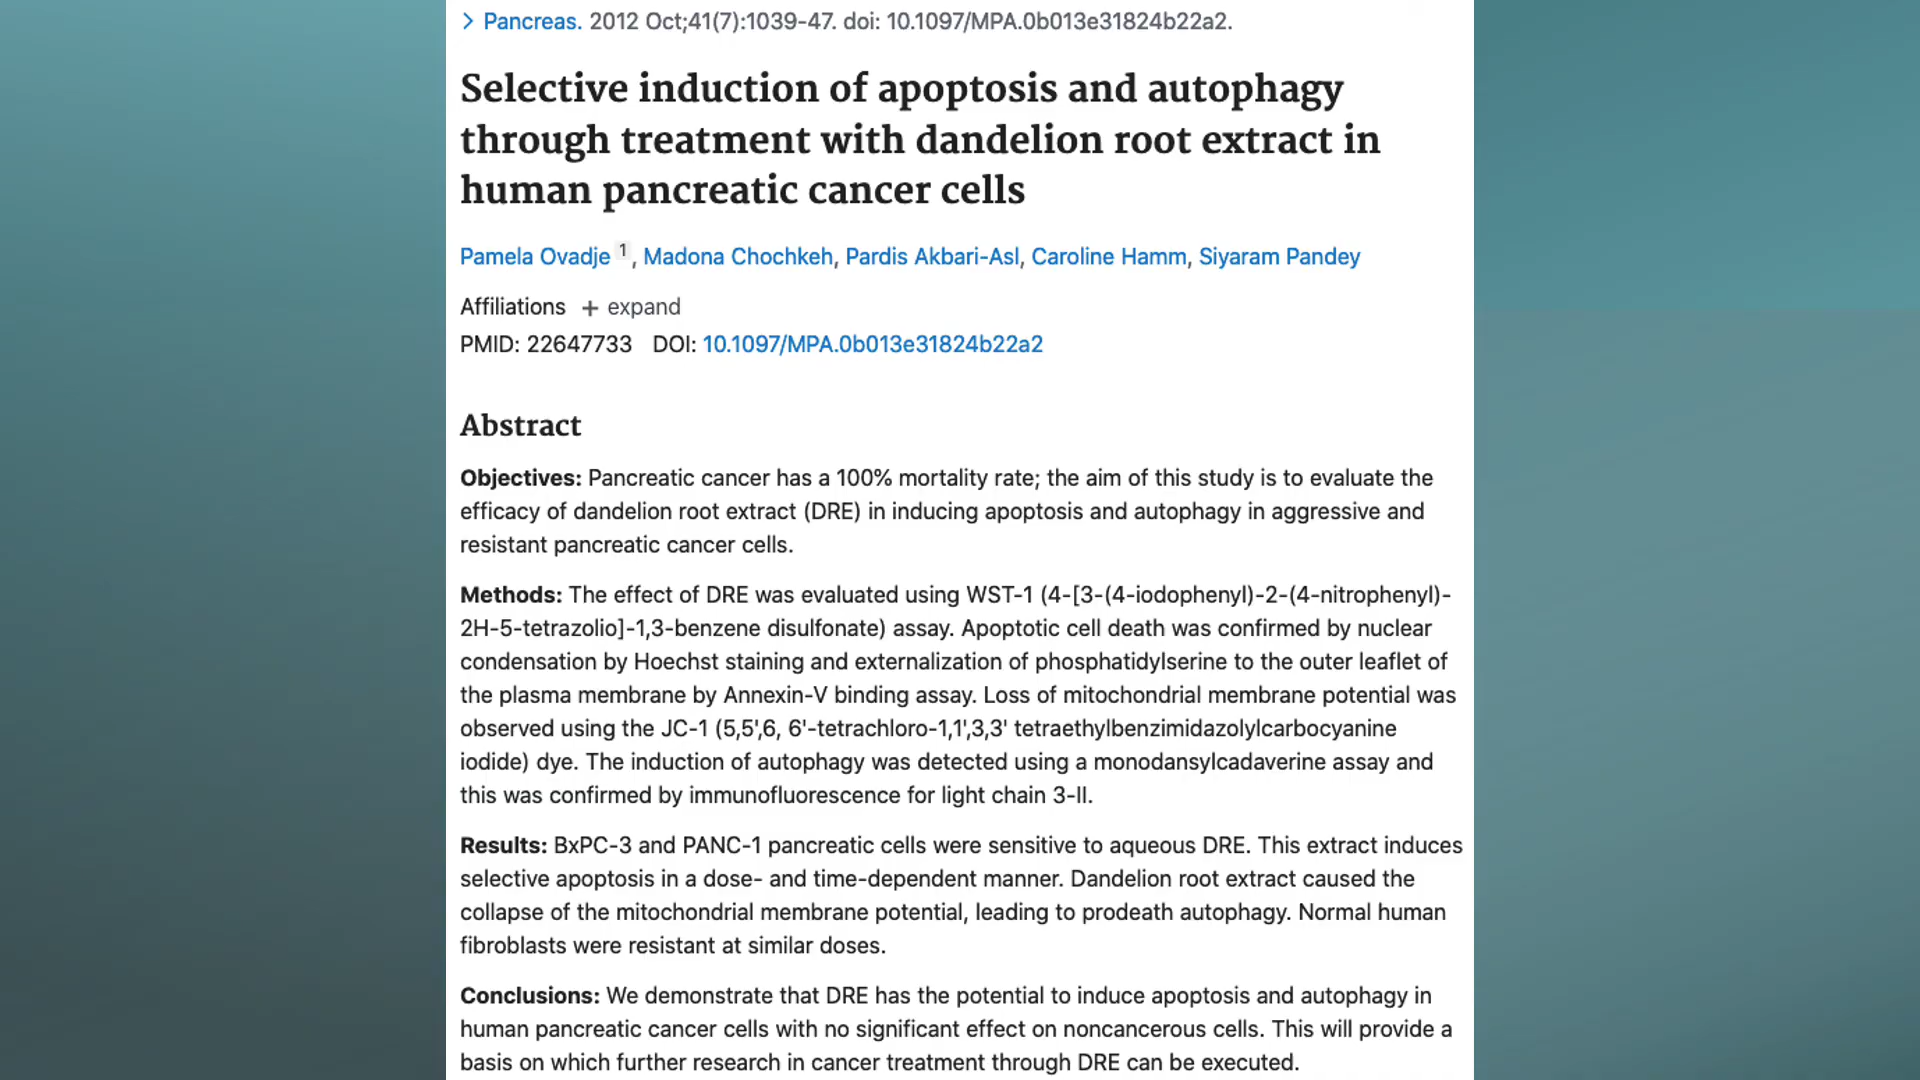 > Pancreas. 2012 Oct;41(7):1039-47. doi: 10.1097/MPA.0b013e31824b22a2.
Selective induction of apoptosis and autophagy
through treatment with dandelion root extract in
human pancreatic cancer cells
Pamela Ovadje 1, Madona Chochkeh, Pardis Akbari-Asl, Caroline Hamm, Siyaram Pandey
Affiliations + expand
PMID: 22647733 DOI: 10.1097/MPA.0b013e31824b22a2
Abstract
Objectives: Pancreatic cancer has a 100% mortality rate; the aim of this study is to evaluate the
efficacy of dandelion root extract (DRE) in inducing apoptosis and autophagy in aggressive and
resistant pancreatic cancer cells.
Methods: The effect of DRE was evaluated using WST-1 (4-[3-(4-iodophenyl)-2-(4-nitrophenyl)-
2H-5-tetrazolio]-1,3-benzene disulfonate) assay. Apoptotic cell death was confirmed by nuclear
condensation by Hoechst staining and externalization of phosphatidylserine to the outer leaflet of
the plasma membrane by Annexin-V binding assay. Loss of mitochondrial membrane potential was
observed using the JC-1 (5,5',6, 6'-tetrachloro-1,1',3,3' tetraethylbenzimidazolylcarbocyanine
iodide) dye. The induction of autophagy was detected using a monodansylcadaverine assay and
this was confirmed by immunofluorescence for light chain 3-II.
Results: BxPC-3 and PANC-1 pancreatic cells were sensitive to aqueous DRE. This extract induces
selective apoptosis in a dose- and time-dependent manner. Dandelion root extract caused the
collapse of the mitochondrial membrane potential, leading to prodeath autophagy. Normal human
fibroblasts were resistant at similar doses.
Conclusions: We demonstrate that DRE has the potential to induce apoptosis and autophagy in
human pancreatic cancer cells with no significant effect on noncancerous cells. This will provide a
basis on which further research in cancer treatment through DRE can be executed.